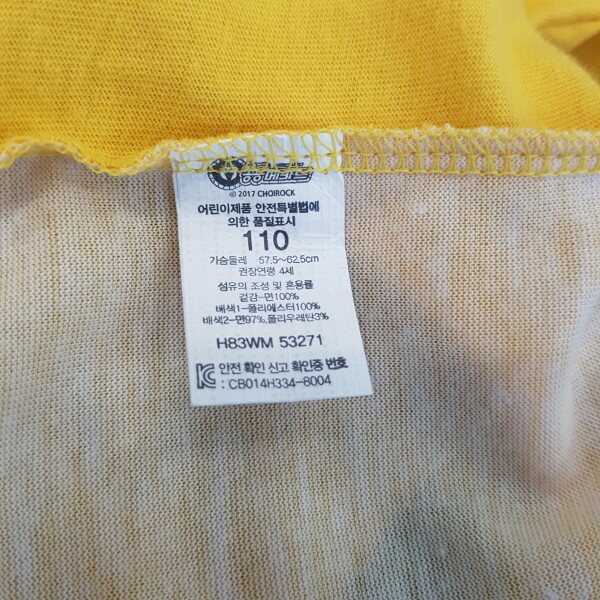 © 2017 CHOIROCK
어린이제품 안전특별법에
의한 품질표시
110
가슴둘레 57.5~62.5cm
권장연령 4세
섬유의 조성 및 혼용률
겉감-면100%
배색1-폴리에스터100%
배색2-면97%,폴리우레탄3%
H83WM 53271
안전 확인 신고 확인증 번호
: CB014H334-8004